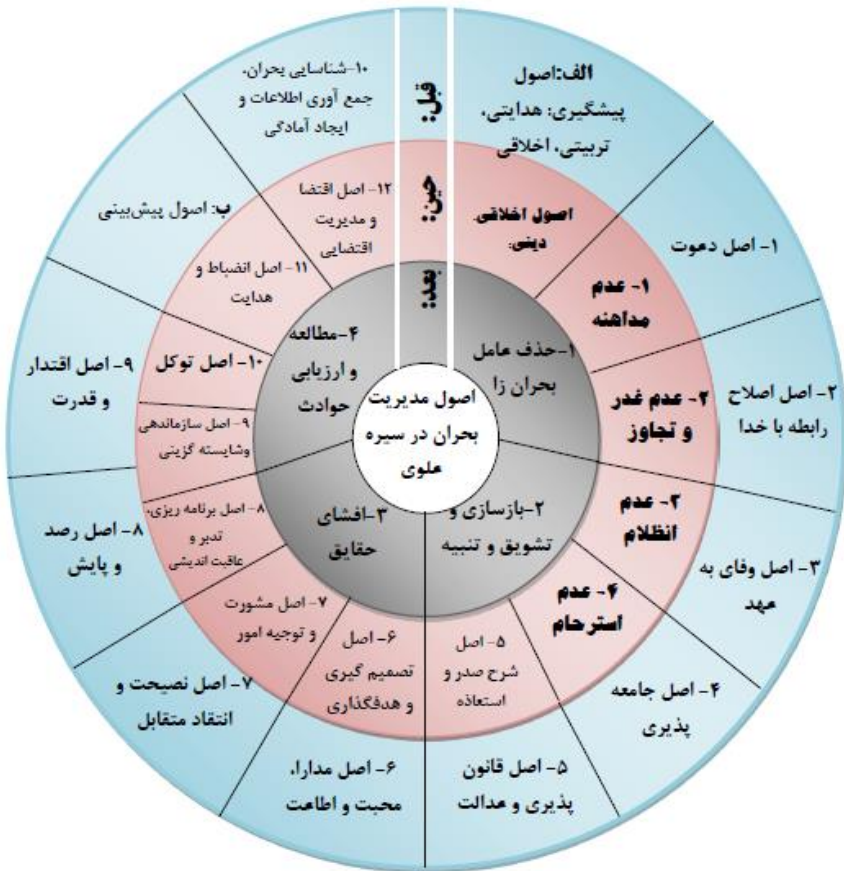 اصول مدیریت
بحران در سیره
علوی
قبل:
الف:اصول
پیشگیری: هدایتی،
تربیتی، اخلاقی
۱- اصل دعوت
۲- اصل اصلاح
رابطه با خدا
۳- اصل وفای به
عهد
۴- اصل جامعه
پذیری
۵- اصل قانون
پذیری و عدالت
۶- اصل مدارا،
محبت و اطاعت
۷- اصل نصیحت و
انتقاد متقابل
۸- اصل رصد
و پایش
۹- اصل اقتدار
و قدرت
ب: اصول پیش‌بینی
۱۰-شناسایی بحران،
جمع آوری اطلاعات و
ایجاد آمادگی
حین:
اصول اخلاقی.
دینی:
۱- عدم
مداهنه
۲- عدم غدر
و تجاوز
۳- عدم
انظلام
۴- عدم
استرحام
۵- اصل
شرح صدر و
استعاذه
۶- اصل
تصمیم گیری
و هدفگذاری
۷- اصل مشورت
و توجیه امور
۸- اصل برنامه ریزی،
تدبر و
عاقبت اندیشی
۹- اصل سازماندهی
وشایسته گزینی
۱۰- اصل توکل
۱۱- اصل انضباط و
هدایت
۱۲- اصل اقتضا
و مدیریت
اقتضایی
بعد:
۱-حذف عامل
بحران زا
۲-بازسازی و
تشویق و تنبیه
۳-افشای
حقایق
۴-مطالعه
و ارزیابی
حوادث